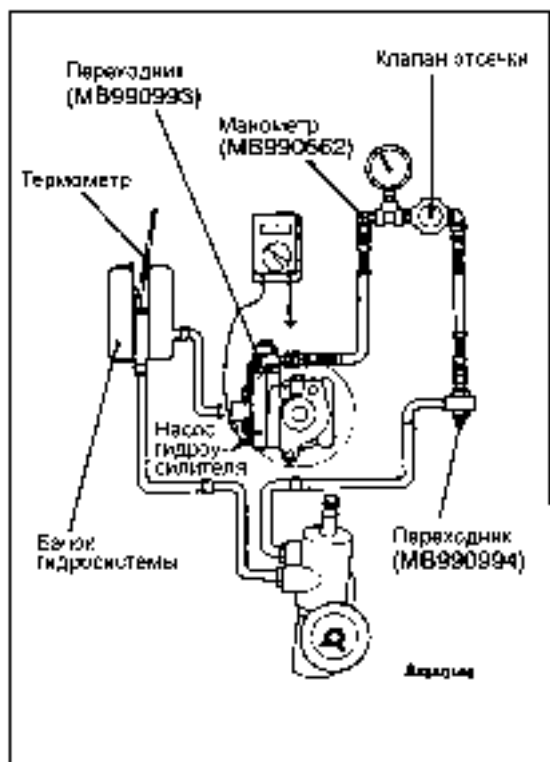 Переходник
(MB990993)
Клапан отсечки
Манометр
(MB990662)
Термометр
Насос
гидроу-
силителя
Бачок
гидросистемы
Переходник
(MB990994)